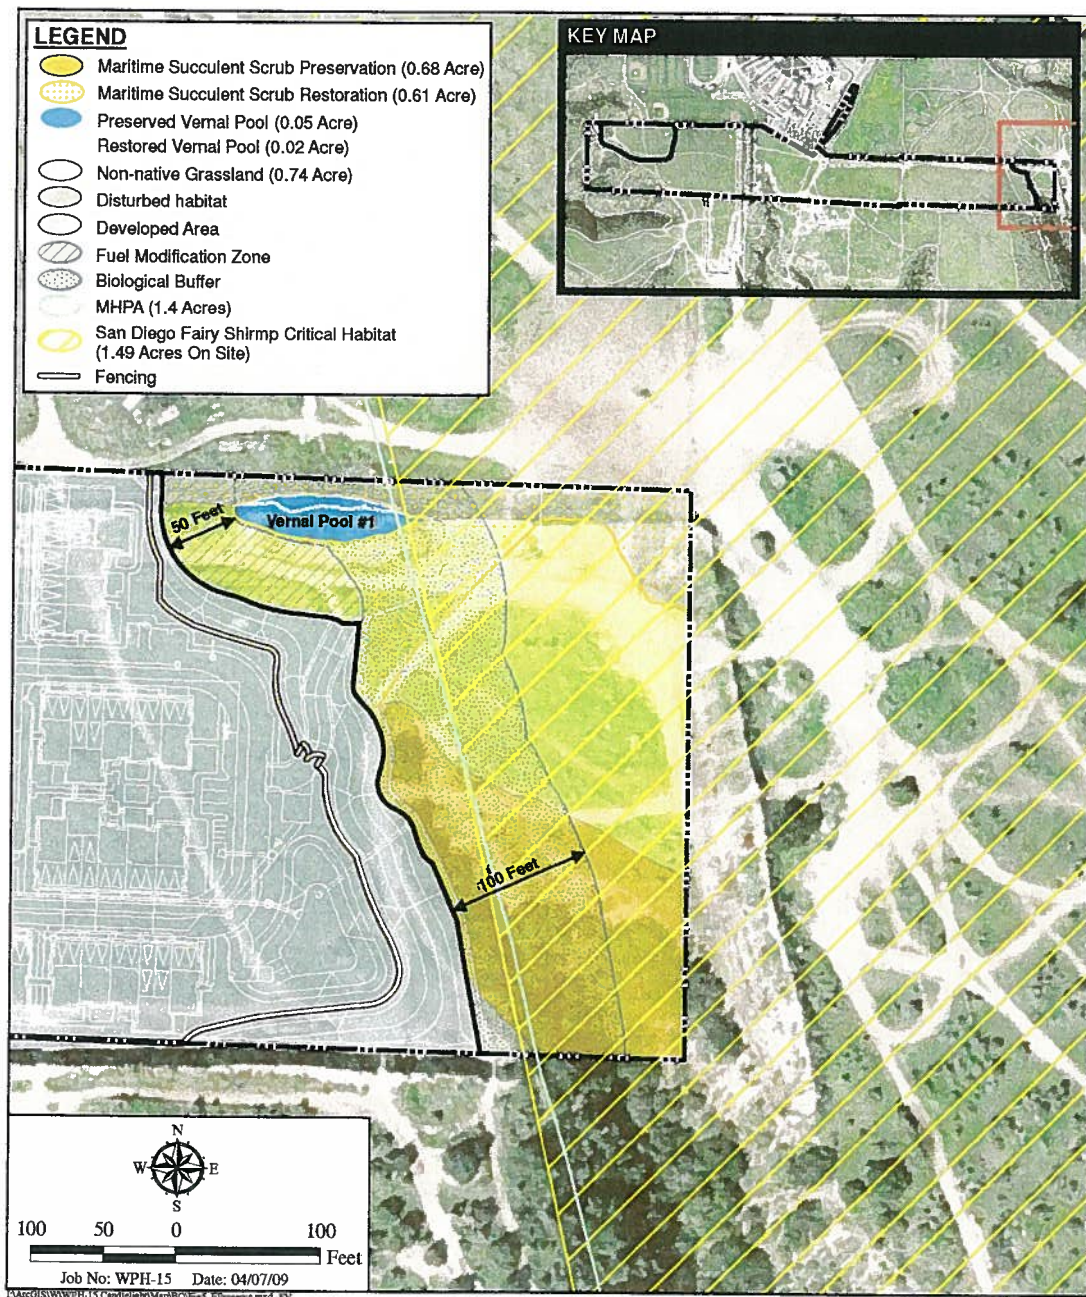 LEGEND
Maritime Succulent Scrub Preservation (0.68 Acre)
Maritime Succulent Scrub Restoration (0.61 Acre)
Preserved Vernal Pool (0.05 Acre)
Restored Vernal Pool (0.02 Acre)
Non-native Grassland (0.74 Acre)
Disturbed habitat
Developed Area
Fuel Modification Zone
Biological Buffer
MHPA (1.4 Acres)
San Diego Fairy Shirmp Critical Habitat
(1.49 Acres On Site)
Fencing
KEY MAP
50 Feet
Vernal Pool #1
100 Feet
N
W E
S
100 50 0 100
Feet
Job No: WPH-15 Date: 04/07/09